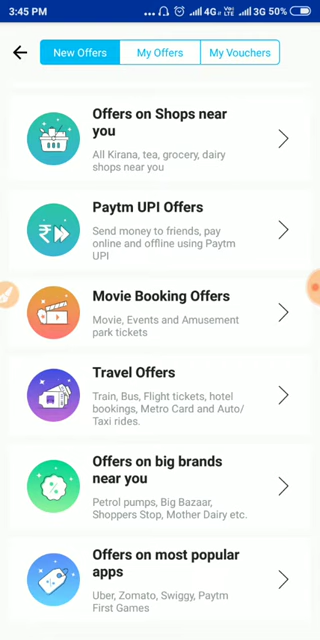 3:45 PM
... 4G VoLTE 3G 50%
New Offers My Offers My Vouchers
Offers on Shops near
you
All Kirana, tea, grocery, dairy
shops near you
Paytm UPI Offers
Send money to friends, pay
online and offline using Paytm
UPI
Movie Booking Offers
Movie, Events and Amusement
park tickets
Travel Offers
Train, Bus, Flight tickets, hotel
bookings, Metro Card and Auto/
Taxi rides.
Offers on big brands
near you
Petrol pumps, Big Bazaar,
Shoppers Stop, Mother Dairy etc.
Offers on most popular
apps
Uber, Zomato, Swiggy, Paytm
First Games